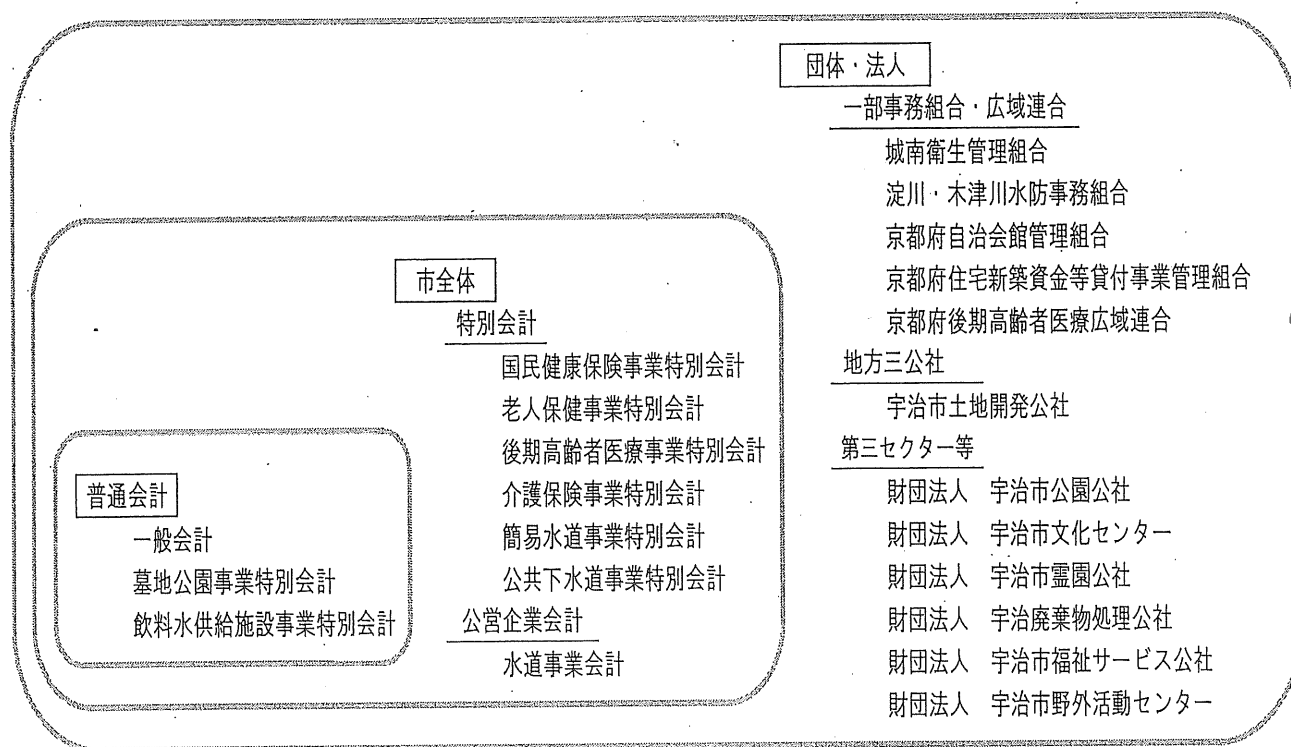 団体・法人
一部事務組合・広域連合
城南衛生管理組合
淀川・木津川水防事務組合
京都府自治会館管理組合
京都府住宅新築資金等貸付事業管理組合
京都府後期高齢者医療広域連合
地方三公社
宇治市土地開発公社
第三セクター等
財団法人 宇治市公園公社
財団法人 宇治市文化センター
財団法人 宇治市霊園公社
財団法人 宇治廃棄物処理公社
財団法人 宇治市福祉サービス公社
財団法人 宇治市野外活動センター
市全体
特別会計
国民健康保険事業特別会計
老人保健事業特別会計
後期高齢者医療事業特別会計
介護保険事業特別会計
簡易水道事業特別会計
公共下水道事業特別会計
公営企業会計
水道事業会計
普通会計
一般会計
墓地公園事業特別会計
飲料水供給施設事業特別会計